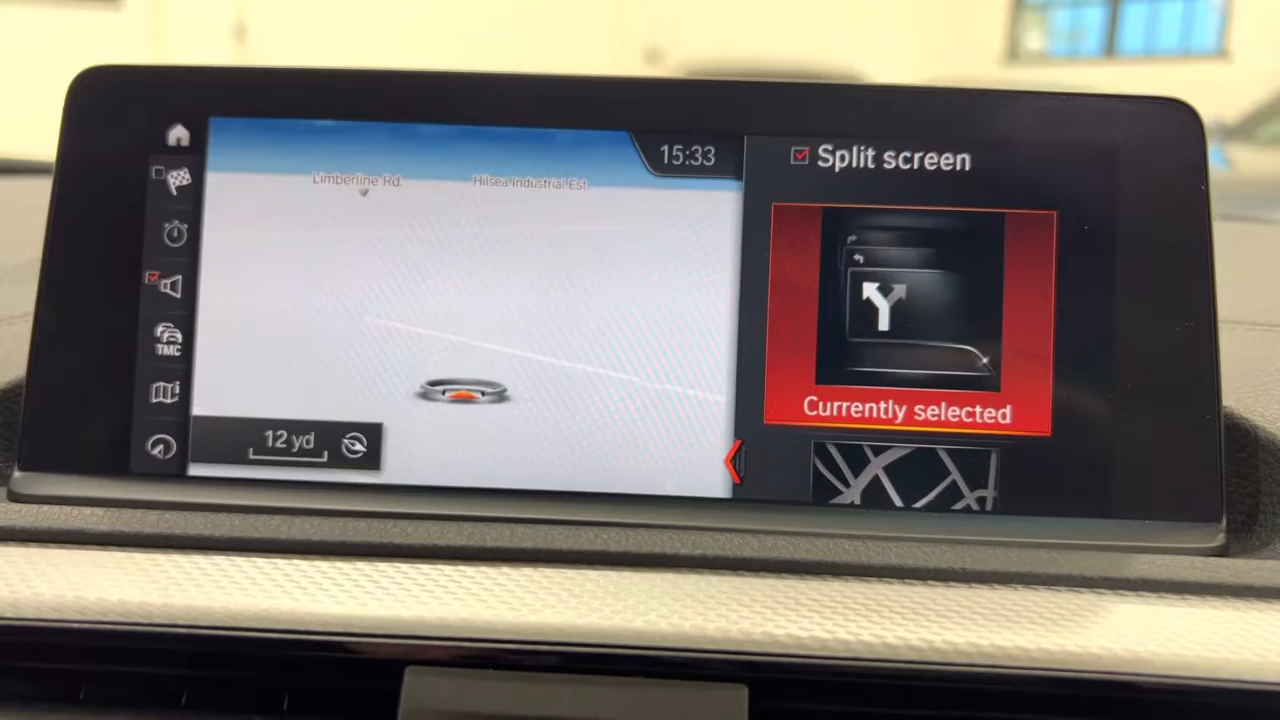 15:33
Split screen
Limberline Rd.
Hilsea Industrial Est.
TMC
Currently selected
12 yd